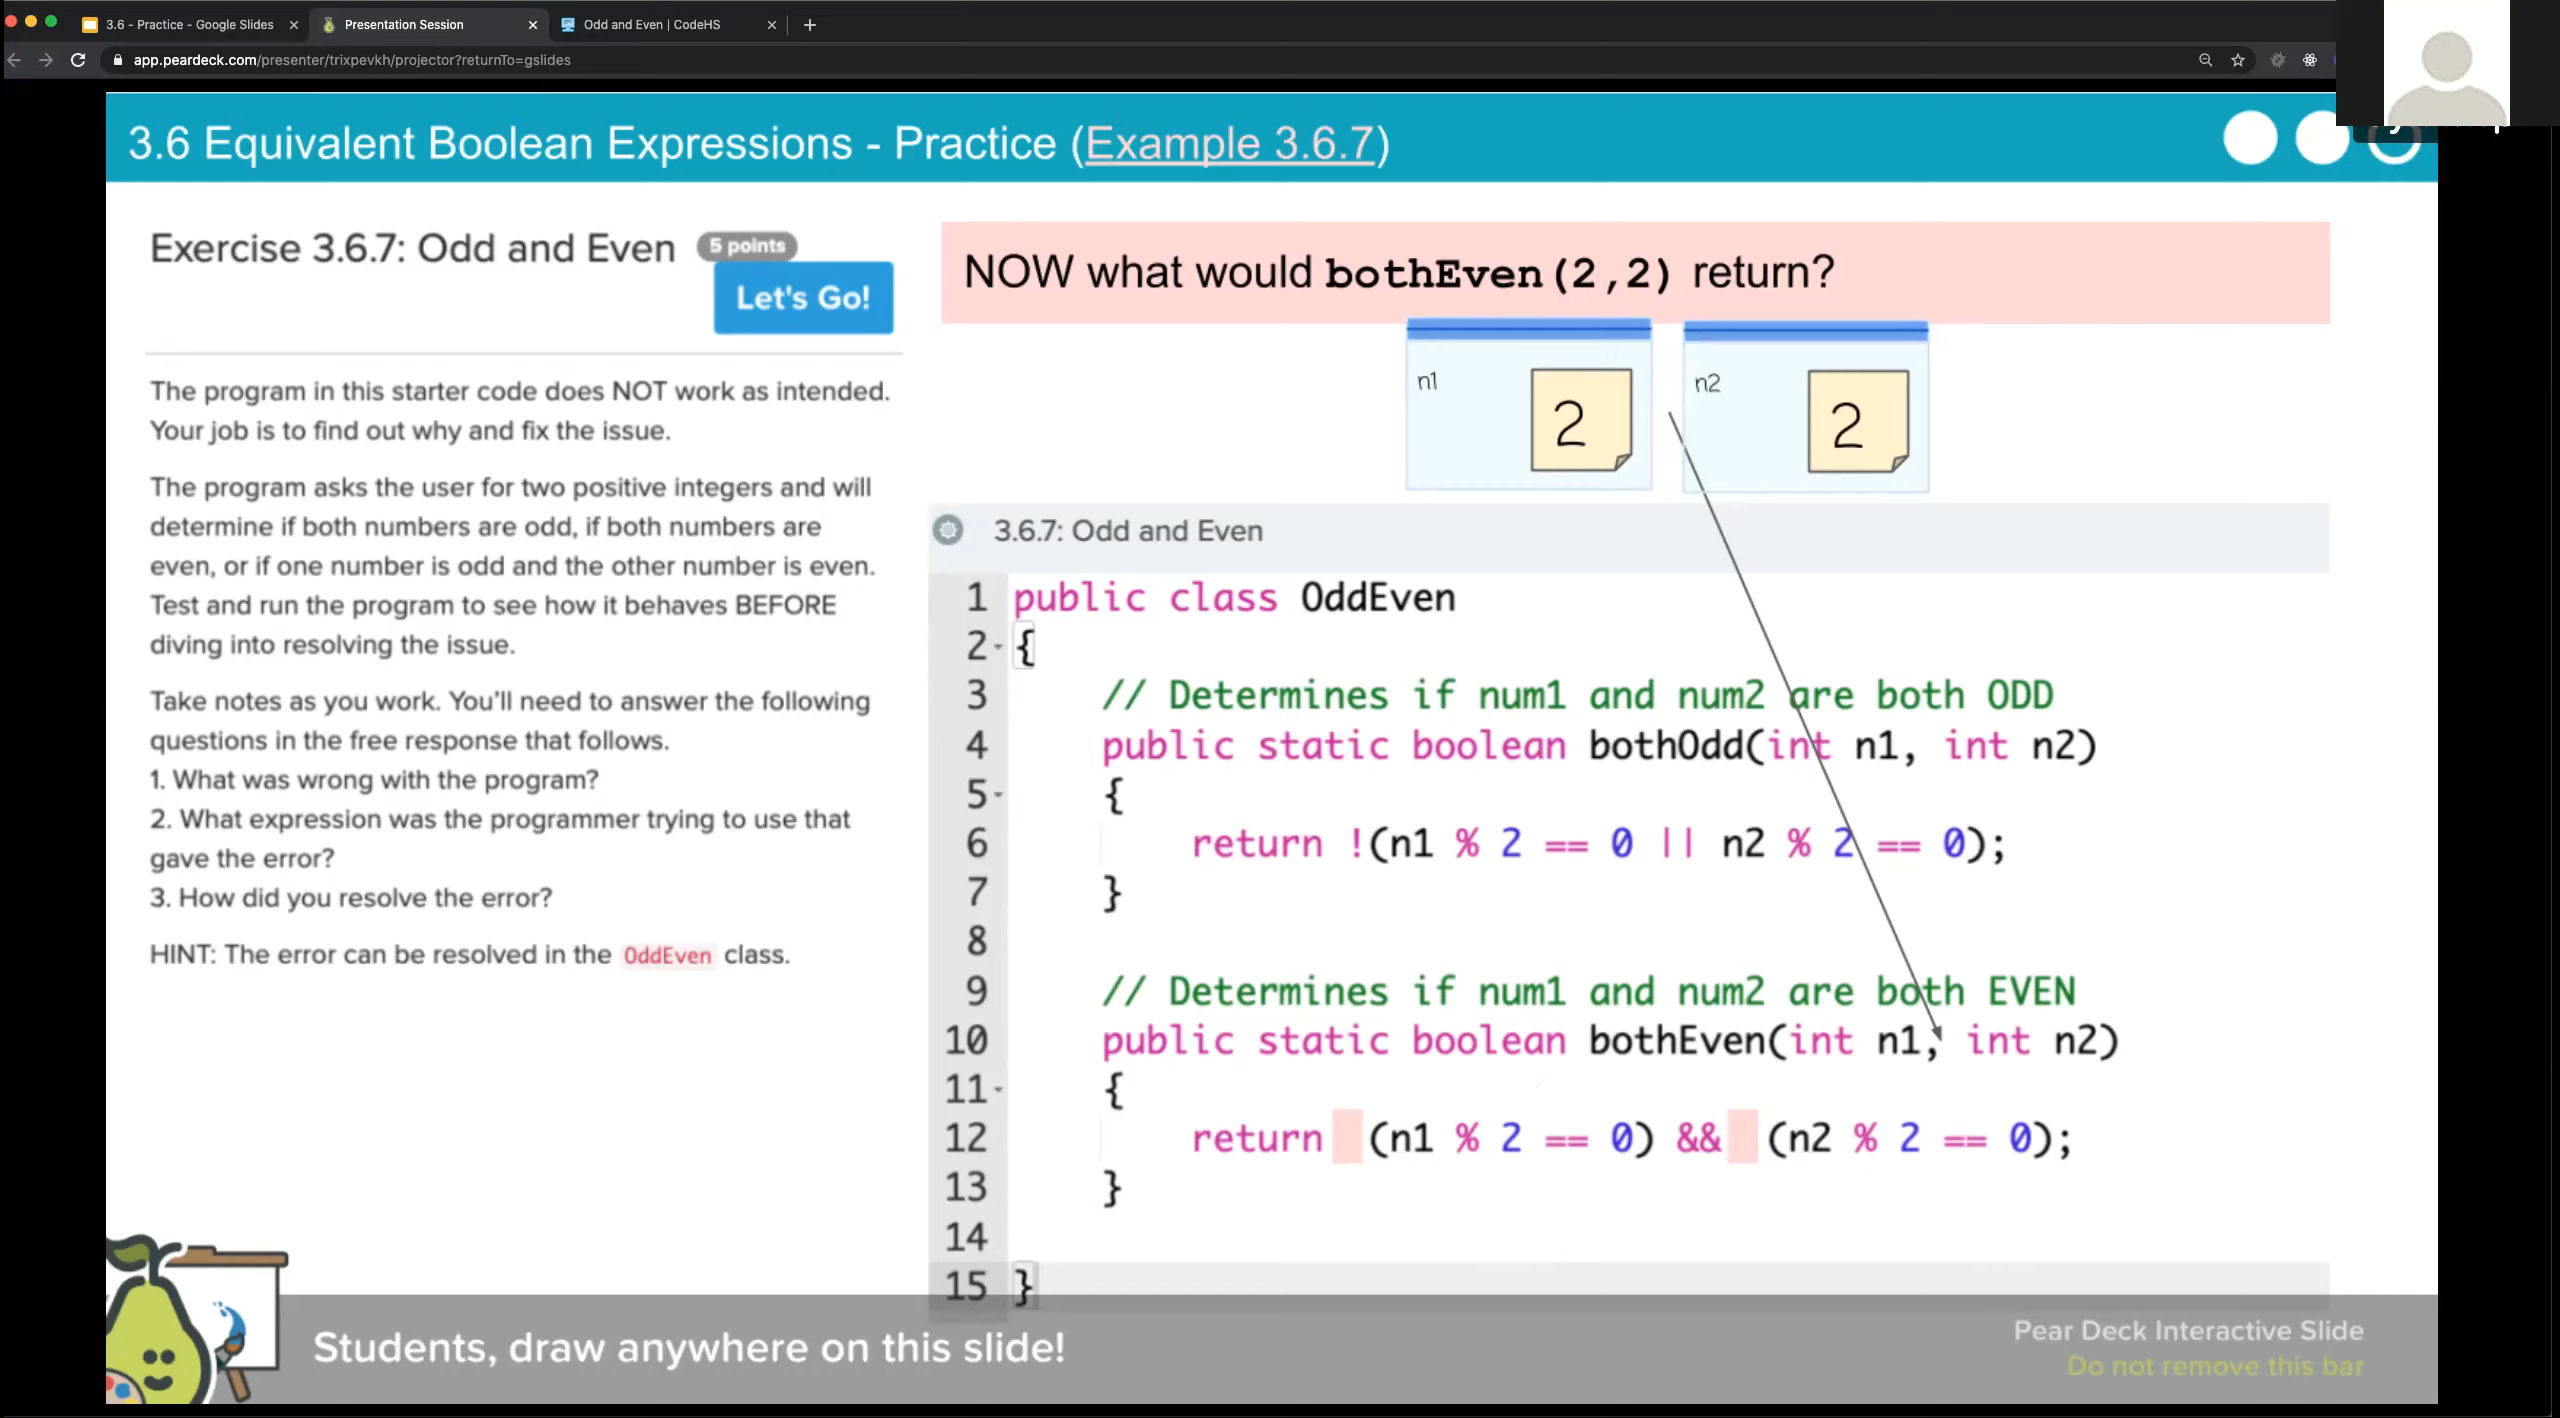 3.6 - Practice - Google Slides
Presentation Session
Odd and Even | CodeHS
app.peardeck.com/presenter/trixpevkh/projector?returnTo=gslides
3.6 Equivalent Boolean Expressions - Practice (Example 3.6.7)
Exercise 3.6.7: Odd and Even
5 points
Let's Go!
The program in this starter code does NOT work as intended.
Your job is to find out why and fix the issue.
The program asks the user for two positive integers and will
determine if both numbers are odd, if both numbers are
even, or if one number is odd and the other number is even.
Test and run the program to see how it behaves BEFORE
diving into resolving the issue.
Take notes as you work. You'll need to answer the following
questions in the free response that follows.
1. What was wrong with the program?
2. What expression was the programmer trying to use that
gave the error?
3. How did you resolve the error?
HINT: The error can be resolved in the OddEven class.
NOW what would bothEven(2,2) return?
n1
2
n2
2
3.6.7: Odd and Even
1 public class OddEven
2 {
3 // Determines if num1 and num2 are both ODD
4 public static boolean bothOdd(int n1, int n2)
5 {
6 return !(n1 % 2 == 0 || n2 % 2 == 0);
7 }
8
9 // Determines if num1 and num2 are both EVEN
10 public static boolean bothEven(int n1, int n2)
11 {
12 return (n1 % 2 == 0) && (n2 % 2 == 0);
13 }
14
15 }
Students, draw anywhere on this slide!
Pear Deck Interactive Slide
Do not remove this bar